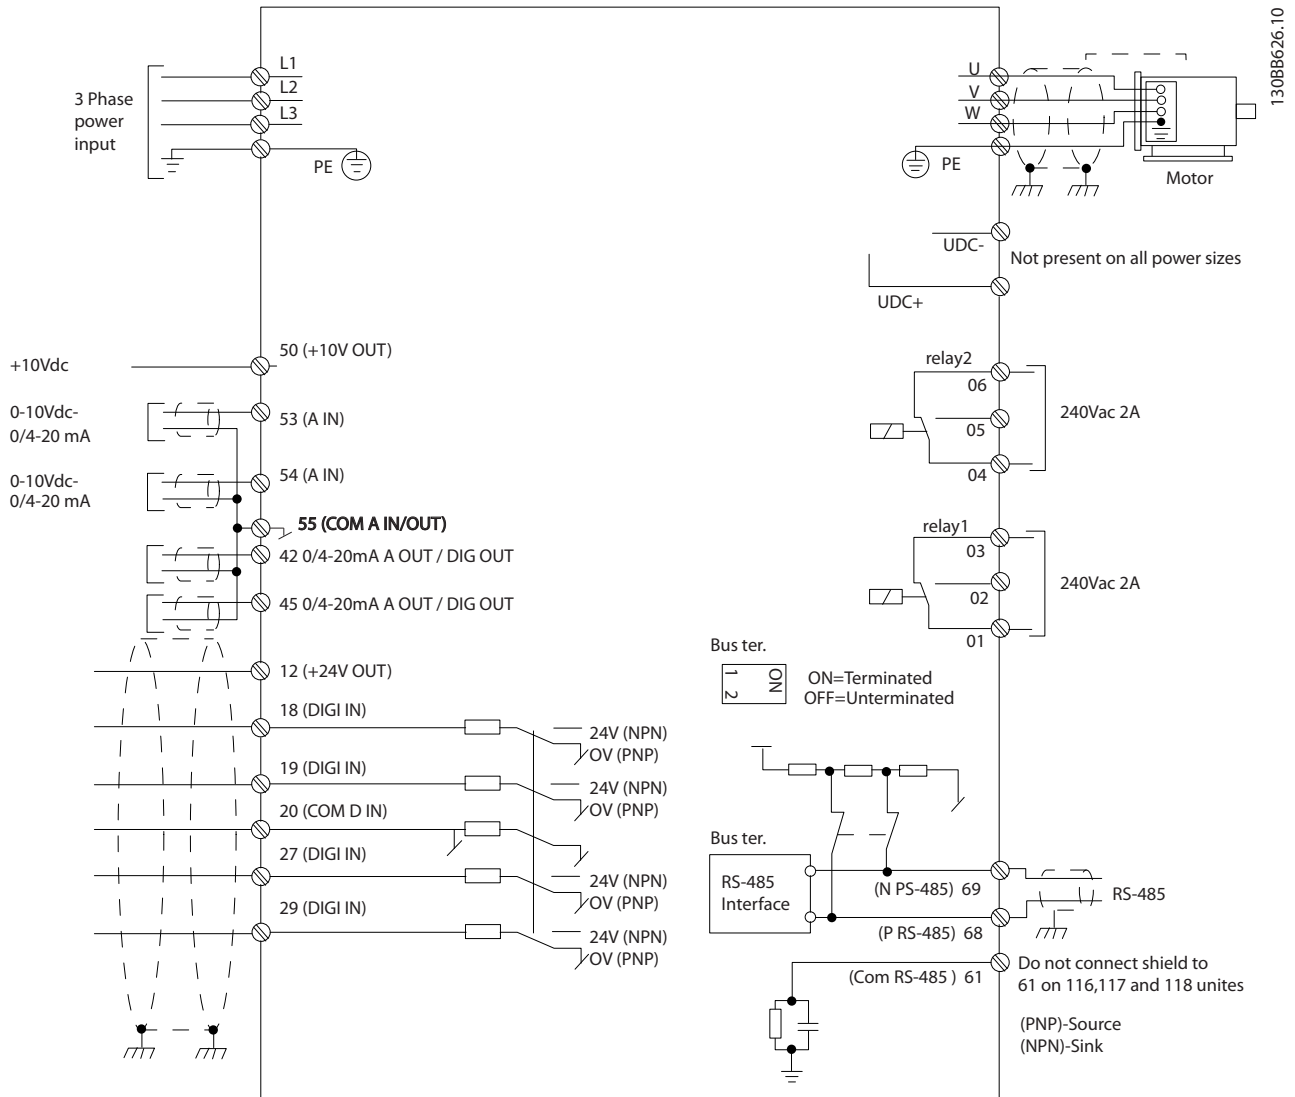 130BB626.10
L1
L2
L3
3 Phase
power
input
PE
U
V
W
PE
Motor
UDC-
Not present on all power sizes
UDC+
+10Vdc
50 (+10V OUT)
0-10Vdc-
0/4-20 mA
53 (A IN)
0-10Vdc-
0/4-20 mA
54 (A IN)
55 (COM A IN/OUT)
42 0/4-20mA A OUT / DIG OUT
45 0/4-20mA A OUT / DIG OUT
12 (+24V OUT)
18 (DIGI IN)
24V (NPN)
OV (PNP)
19 (DIGI IN)
24V (NPN)
OV (PNP)
20 (COM D IN)
27 (DIGI IN)
24V (NPN)
OV (PNP)
29 (DIGI IN)
24V (NPN)
OV (PNP)
relay2
06
05
04
240Vac 2A
relay1
03
02
01
240Vac 2A
Bus ter.
1 2
ON
ON=Terminated
OFF=Unterminated
Bus ter.
RS-485
Interface
(N PS-485) 69
RS-485
(P RS-485) 68
(Com RS-485 ) 61
Do not connect shield to
61 on 116,117 and 118 unites
(PNP)-Source
(NPN)-Sink